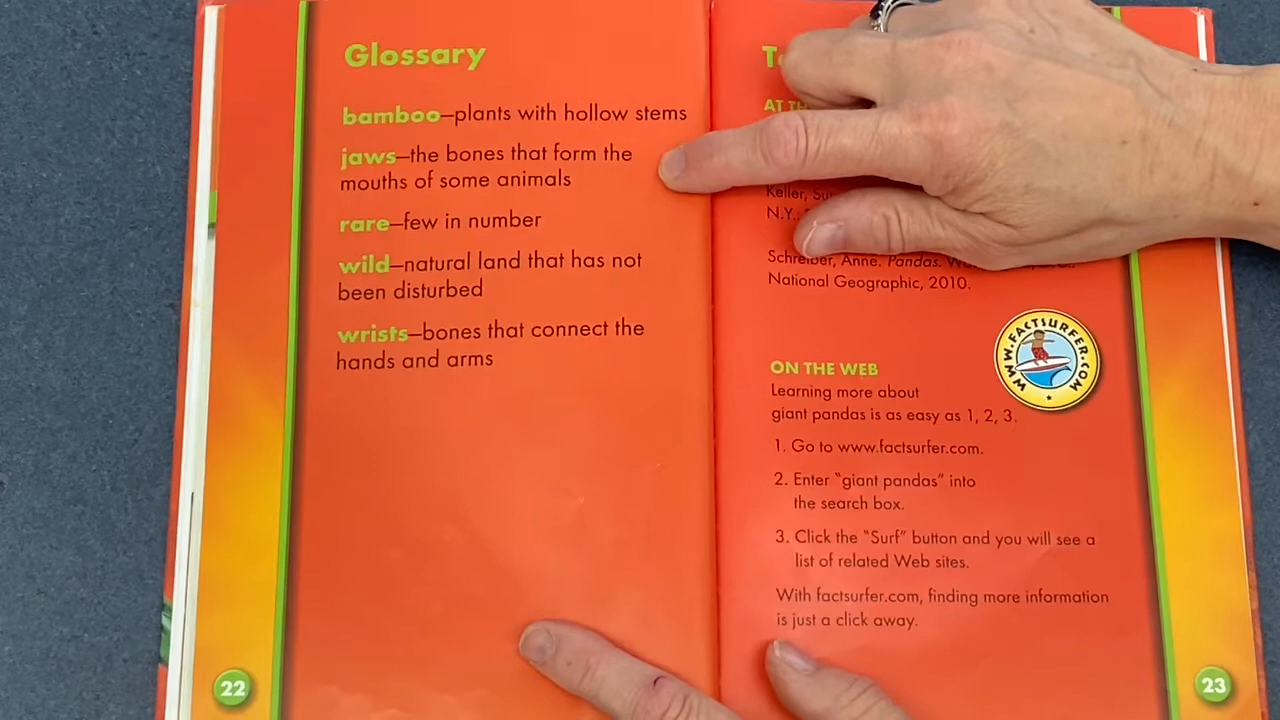 Glossary
bamboo—plants with hollow stems
jaws—the bones that form the
mouths of some animals
rare—few in number
wild—natural land that has not
been disturbed
wrists—bones that connect the
hands and arms
22
AT
Keller,
N.Y.:
Schreiber, Anne. Pandas.
National Geographic, 2010.
WWW.FACTSURFER.COM
ON THE WEB
Learning more about
giant pandas is as easy as 1, 2, 3.
1. Go to www.factsurfer.com.
2. Enter “giant pandas” into
the search box.
3. Click the “Surf” button and you will see a
list of related Web sites.
With factsurfer.com, finding more information
is just a click away.
23